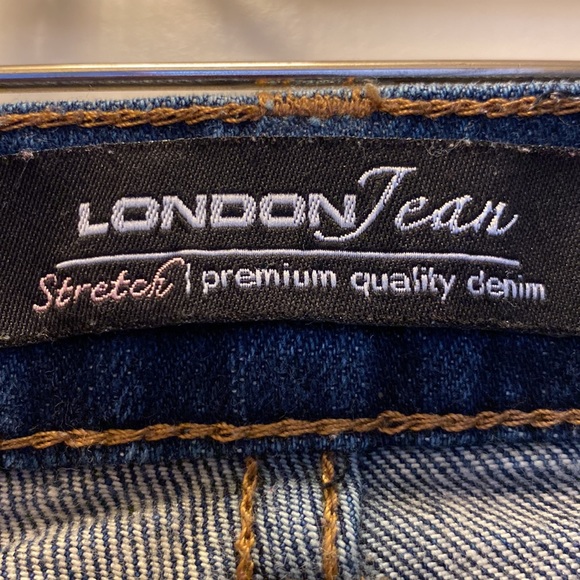 LONDON Jean
Stretch | premium quality denim